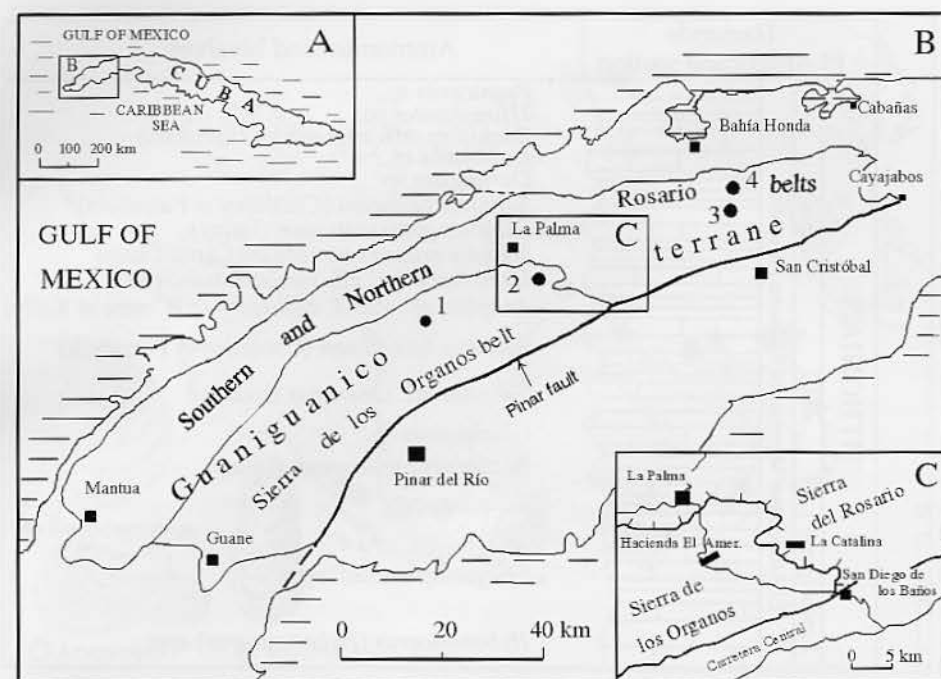 GULF OF MEXICO
A
B
CUBA
CARIBBEAN
SEA
0 100 200 km
B
Cabañas
Bahía Honda
Cayajabos
4
Rosario belts
3
GULF OF
MEXICO
La Palma
C
terrane
2
San Cristóbal
1
Southern and Northern
Guaniguanico
Sierra de los Organos belt
Pinar fault
Pinar del Río
Mantua
Guane
0 20 40 km
C
La Palma
Sierra
del Rosario
Hacienda El Amer.
La Catalina
San Diego de
los Baños
Sierra de
los Organos
Carretera Central
0 5 km